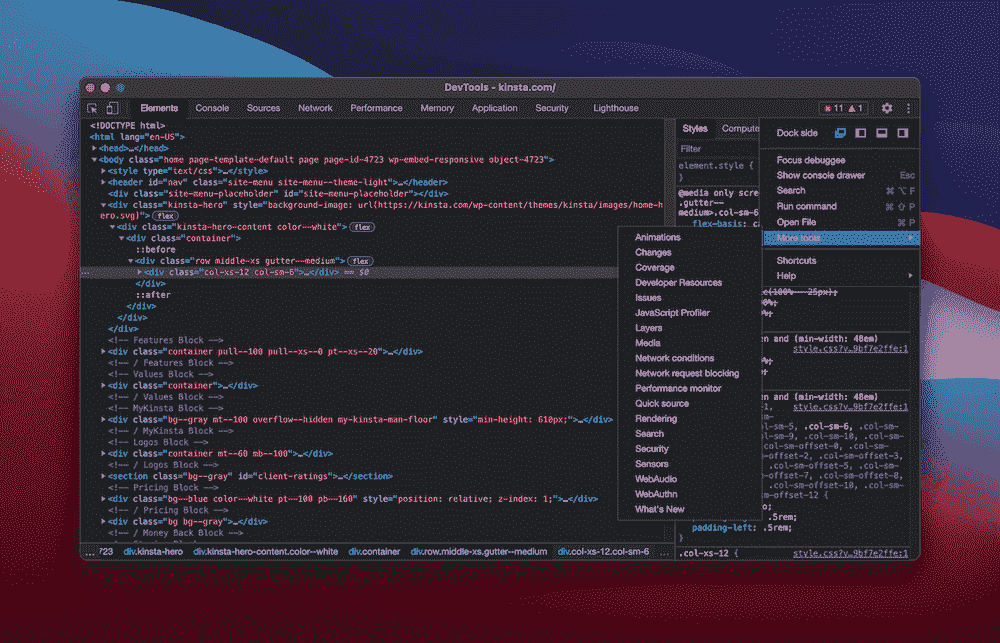 DevTools - kinsta.com/
Elements Console Sources Network Performance Memory Application Security Lighthouse 11 1
<!DOCTYPE html>
<html lang="en-US">
<head>…</head>
<body class="home page-template-default page page-id-4723 wp-embed-responsive object-4723">
<style type="text/css">…</style>
<header id="nav" class="site-menu site-menu--theme-light">…</header>
<div class="site-menu-placeholder" id="site-menu-placeholder"></div>
<div class="kinsta-hero" style="background-image: url(https://kinsta.com/wp-content/themes/kinsta/images/home-h
ero.svg)"> flex
<div class="kinsta-hero-content color--white"> flex
<div class="container">
::before
<div class="row middle-xs gutter--medium"> flex
… <div class="col-xs-12 col-sm-6">…</div> == $0
</div>
::after
</div>
</div>
</div>
<!-- Features Block -->
<div class="container pull--100 pull--xs--0 pt--xs--20">…</div>
<!-- / Features Block -->
<!-- Values Block -->
<div class="container">…</div>
<!-- / Values Block -->
<!-- MyKinsta Block -->
<div class="bg--gray mt--100 overflow--hidden my-kinsta-man-floor" style="min-height: 610px;">…</div>
<!-- / MyKinsta Block -->
<!-- Logos Block -->
<div class="container mt--60 mb--100">…</div>
<!-- / Logos Block -->
<section class="bg--gray" id="client-ratings">…</section>
<!-- Pricing Block -->
<div class="bg--blue color--white pt--100 pb--160" style="position: relative; z-index: 1;">…</div>
<!-- / Pricing Block -->
<div class="bg bg--gray">…</div>
<!-- / Money Back Block -->
… ?723 div.kinsta-hero div.kinsta-hero-content.color--white div.container div.row.middle-xs.gutter--medium div.col-xs-12.col-sm-6 …
Styles Compute
Filter
element.style {
}
@media only scre
.gutter--
medium>.col-sm-6
flex-basis: ca
Dock side
Focus debuggee
Show console drawer Esc
Search ⌘ ⌥ F
Run command ⌘ ⇧ P
Open File ⌘ P
More tools
Shortcuts
Help
Animations
Changes
Coverage
Developer Resources
Issues
JavaScript Profiler
Layers
Media
Network conditions
Network request blocking
Performance monitor
Quick source
Rendering
Search
Security
Sensors
WebAudio
WebAuthn
What's New
c(100% - 25px);
0%;
%;
en and (min-width: 48em)
style.css?v…9bf7e2ffe:1
en and (min-width: 48em)
style.css?v…9bf7e2ffe:1
-sm-5, .col-sm-6, .col-sm-
-sm-9, .col-sm-10, .col-
-sm-offset-0, .col-sm-
-offset-2, .col-sm-offset-3,
.col-sm-offset-5, .col-sm-
-offset-7, .col-sm-offset-8,
.col-sm-offset-10, .col-sm-
-sm-offset-12 {
.5rem;
padding-left: .5rem;
}
.col-xs-12 {
style.css?v…9bf7e2ffe:1